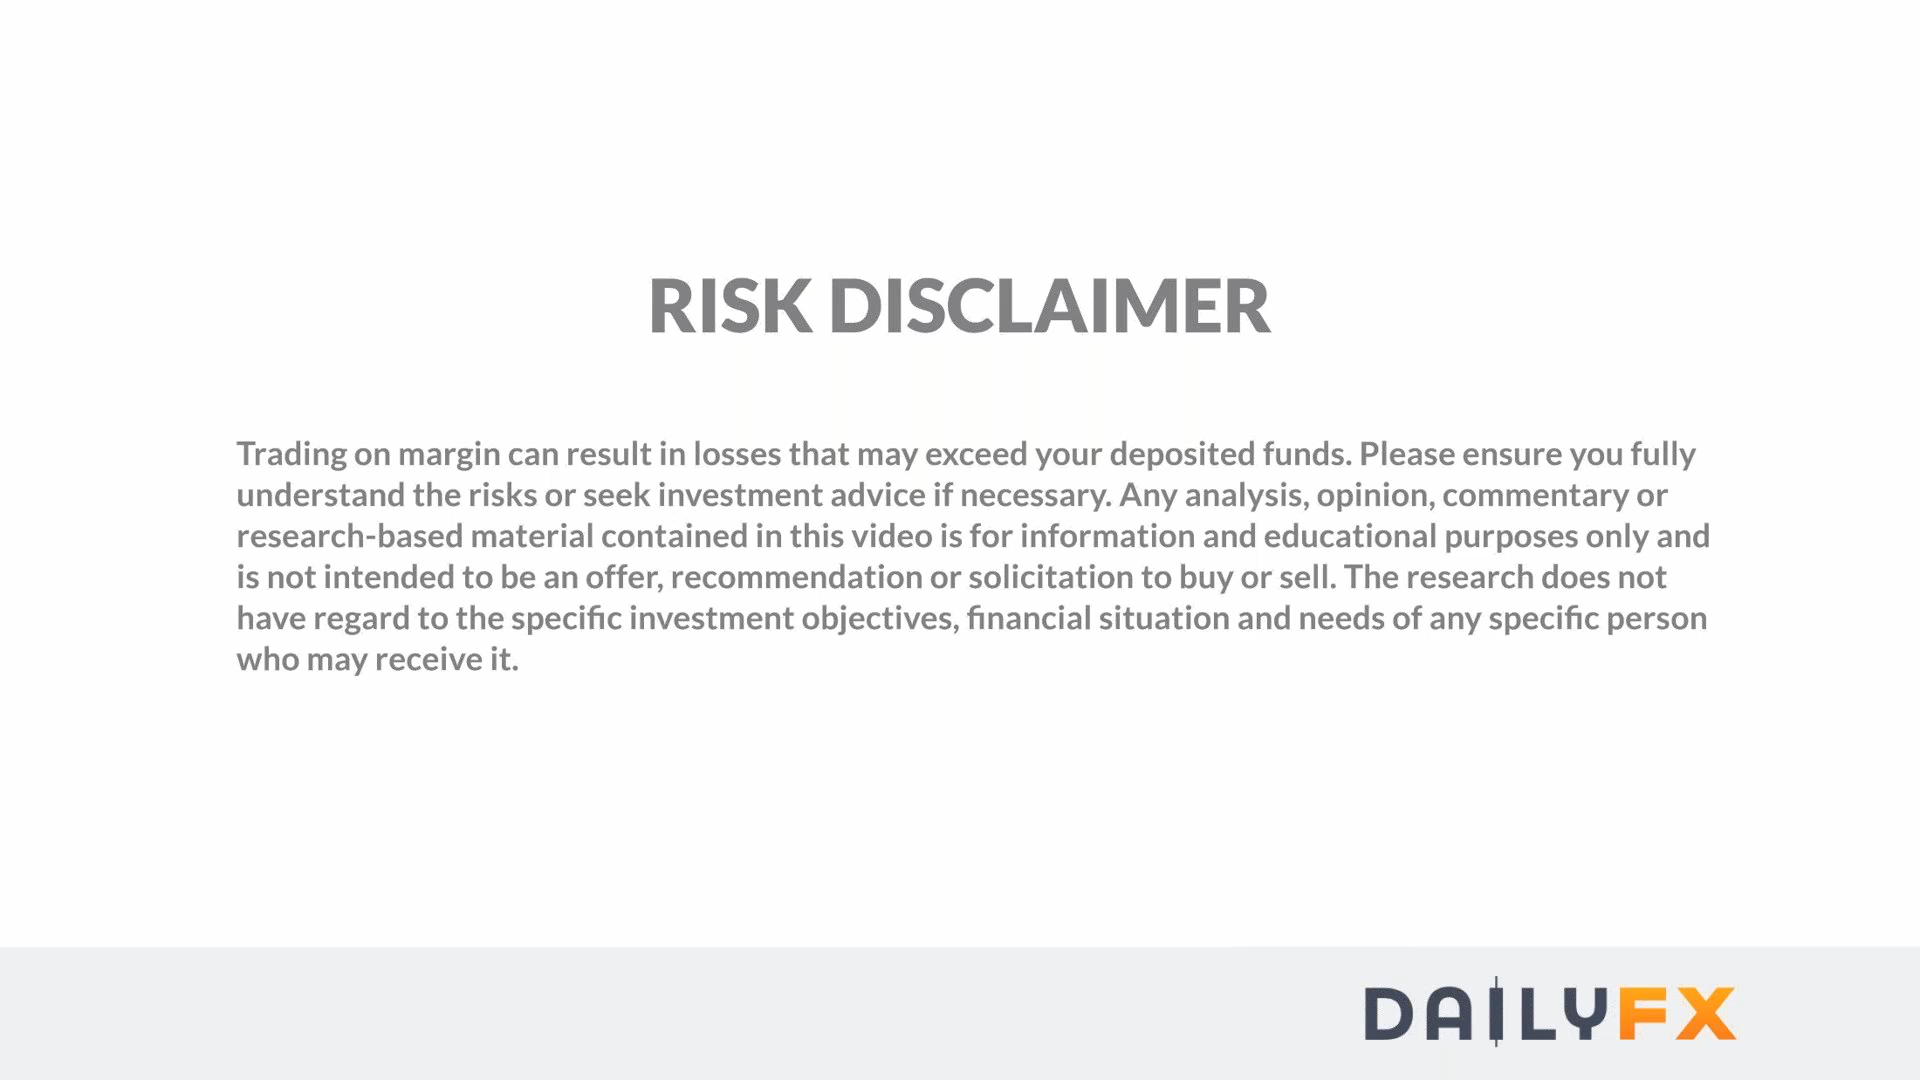 RISK DISCLAIMER
Trading on margin can result in losses that may exceed your deposited funds. Please ensure you fully
understand the risks or seek investment advice if necessary. Any analysis, opinion, commentary or
research-based material contained in this video is for information and educational purposes only and
is not intended to be an offer, recommendation or solicitation to buy or sell. The research does not
have regard to the specific investment objectives, financial situation and needs of any specific person
who may receive it.
DAILYFX